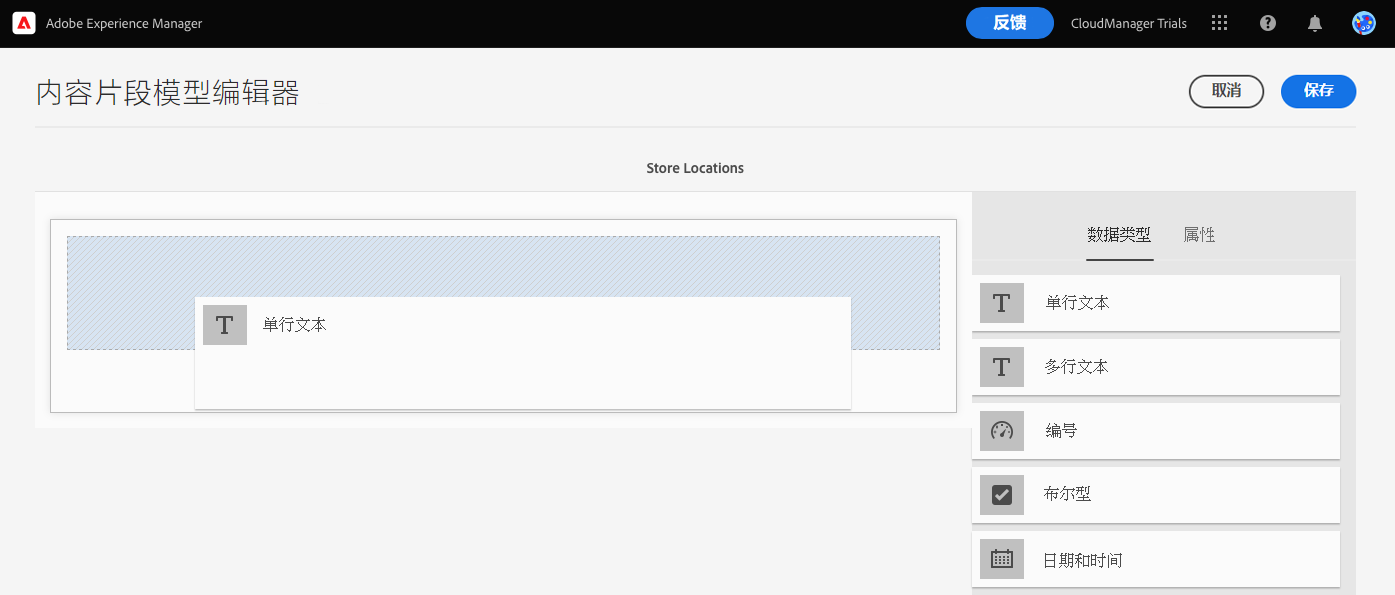 Adobe Experience Manager
反馈
CloudManager Trials
内容片段模型编辑器
取消
保存
Store Locations
数据类型
属性
T 单行文本
T 单行文本
T 多行文本
编号
布尔型
日期和时间